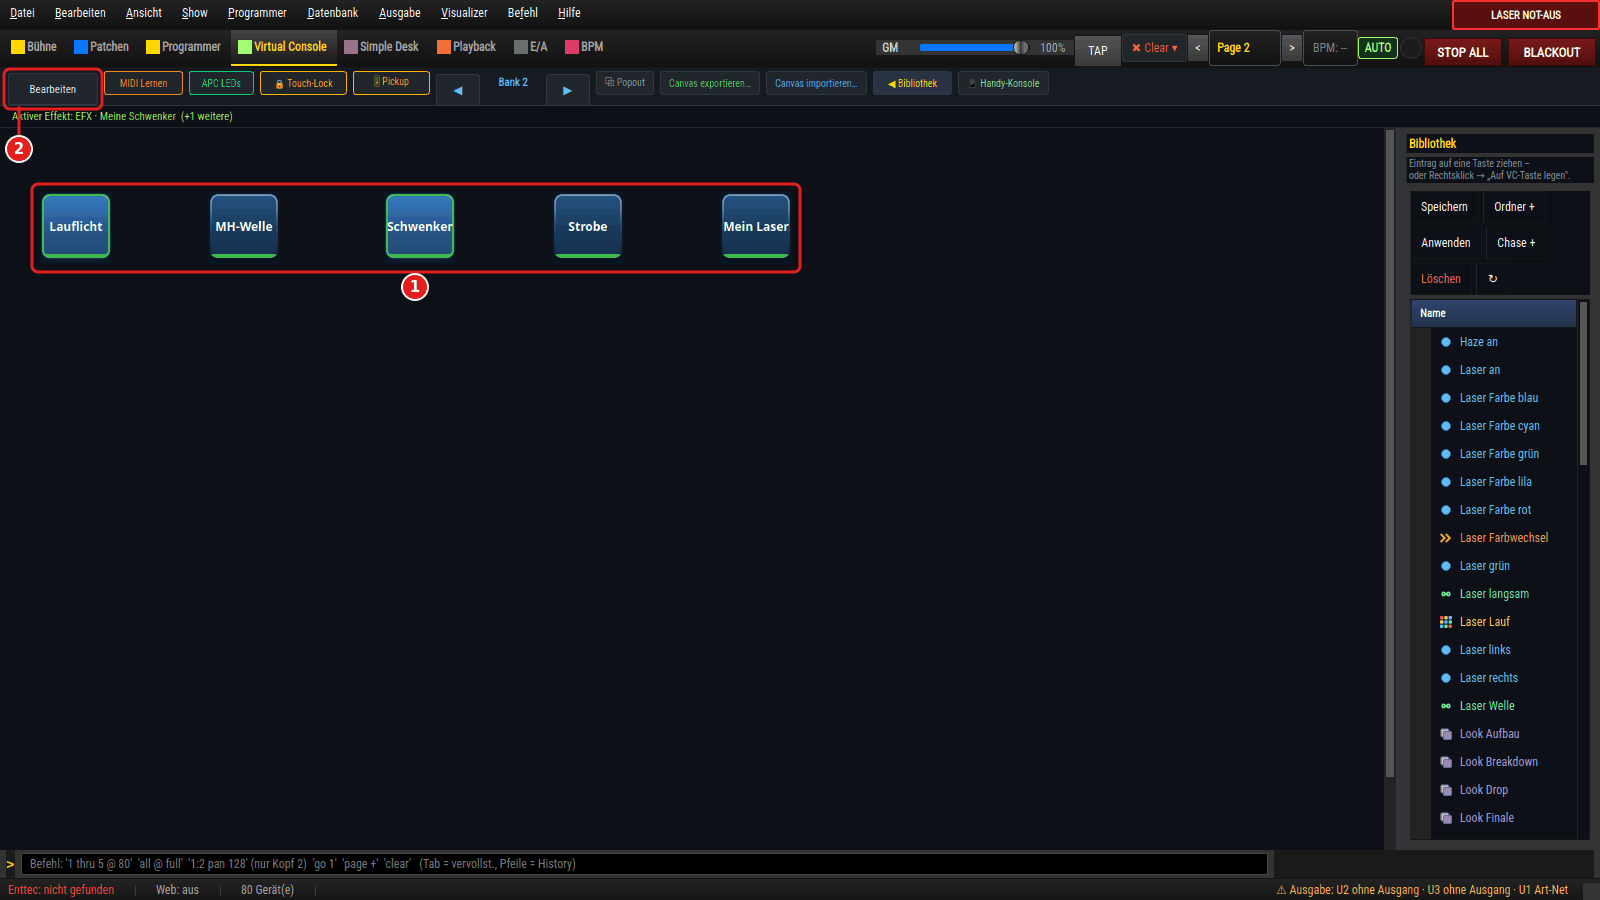 Datei Bearbeiten Ansicht Show Programmer Datenbank Ausgabe Visualizer Befehl Hilfe
LASER NOT-AUS
Bühne Patchen Programmer Virtual Console Simple Desk Playback E/A BPM
GM 100% TAP ✖ Clear ▾ < Page 2 > BPM: – AUTO STOP ALL BLACKOUT
Bearbeiten MIDI Lernen APC LEDs 🔒 Touch-Lock Pickup ◀ Bank 2 ▶ Popout Canvas exportieren… Canvas importieren… ◀ Bibliothek Handy-Konsole
Aktiver Effekt: EFX · Meine Schwenker (+1 weitere)
2
Lauflicht MH-Welle Schwenker Strobe Mein Laser
1
Bibliothek
Eintrag auf eine Taste ziehen –
oder Rechtsklick → „Auf VC-Taste legen".
Speichern Ordner +
Anwenden Chase +
Löschen ↻
Name
Haze an
Laser an
Laser Farbe blau
Laser Farbe cyan
Laser Farbe grün
Laser Farbe lila
Laser Farbe rot
Laser Farbwechsel
Laser grün
Laser langsam
Laser Lauf
Laser links
Laser rechts
Laser Welle
Look Aufbau
Look Breakdown
Look Drop
Look Finale
> Befehl: '1 thru 5 @ 80' 'all @ full' '1:2 pan 128' (nur Kopf 2) 'go 1' 'page +' 'clear' (Tab = vervollst., Pfeile = History)
Enttec: nicht gefunden Web: aus 80 Gerät(e) ⚠ Ausgabe: U2 ohne Ausgang · U3 ohne Ausgang · U1 Art-Net